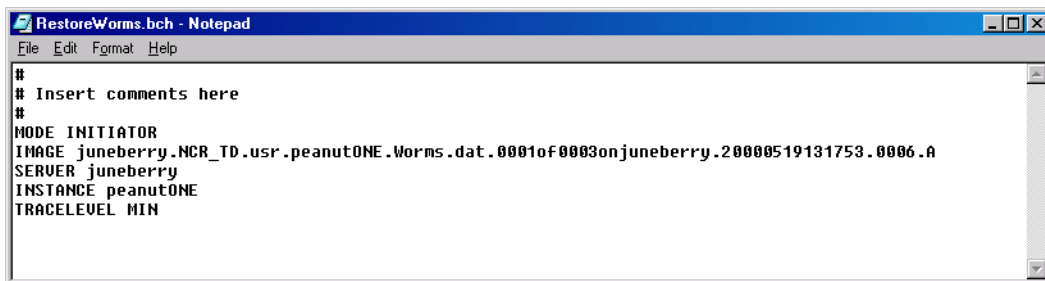 RestoreWorms.bch - Notepad
File Edit Format Help
#
# Insert comments here
#
MODE INITIATOR
IMAGE juneberry.NCR_TD.usr.peanutONE.Worms.dat.0001of0003onjuneberry.20000519131753.0006.A
SERVER juneberry
INSTANCE peanutONE
TRACELEVEL MIN